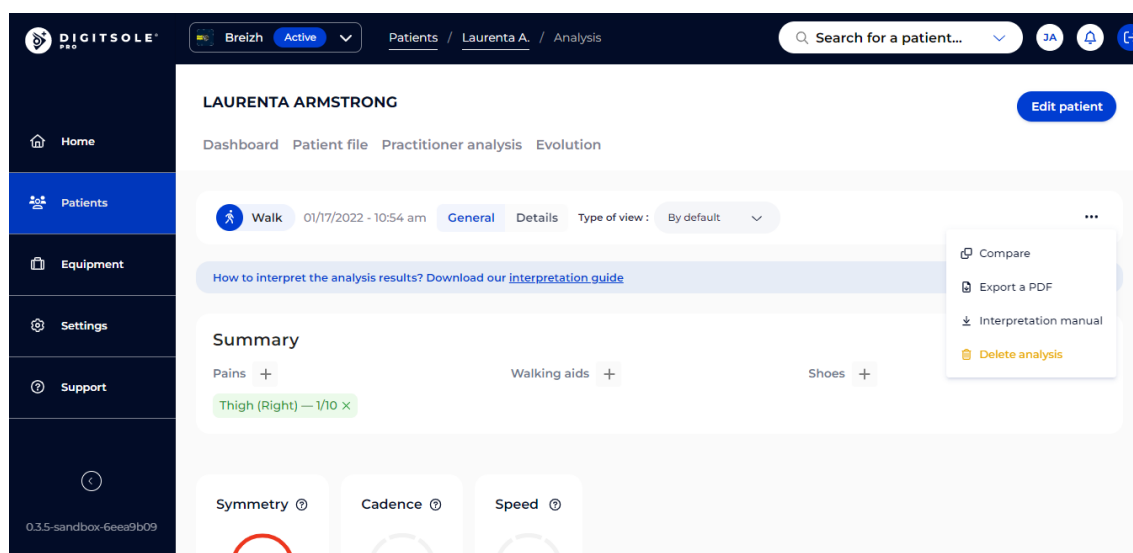 DIGITSOLE®
PRO
Breizh Active
Patients / Laurenta A. / Analysis
Search for a patient...
JA
LAURENTA ARMSTRONG
Edit patient
Dashboard Patient file Practitioner analysis Evolution
Home
Patients
Equipment
Settings
Support
0.3.5-sandbox-6eea9b09
Walk 01/17/2022 - 10:54 am General Details Type of view : By default
Compare
Export a PDF
Interpretation manual
Delete analysis
How to interpret the analysis results? Download our interpretation guide
Summary
Pains + Walking aids + Shoes +
Thigh (Right) — 1/10 ×
Symmetry Cadence Speed